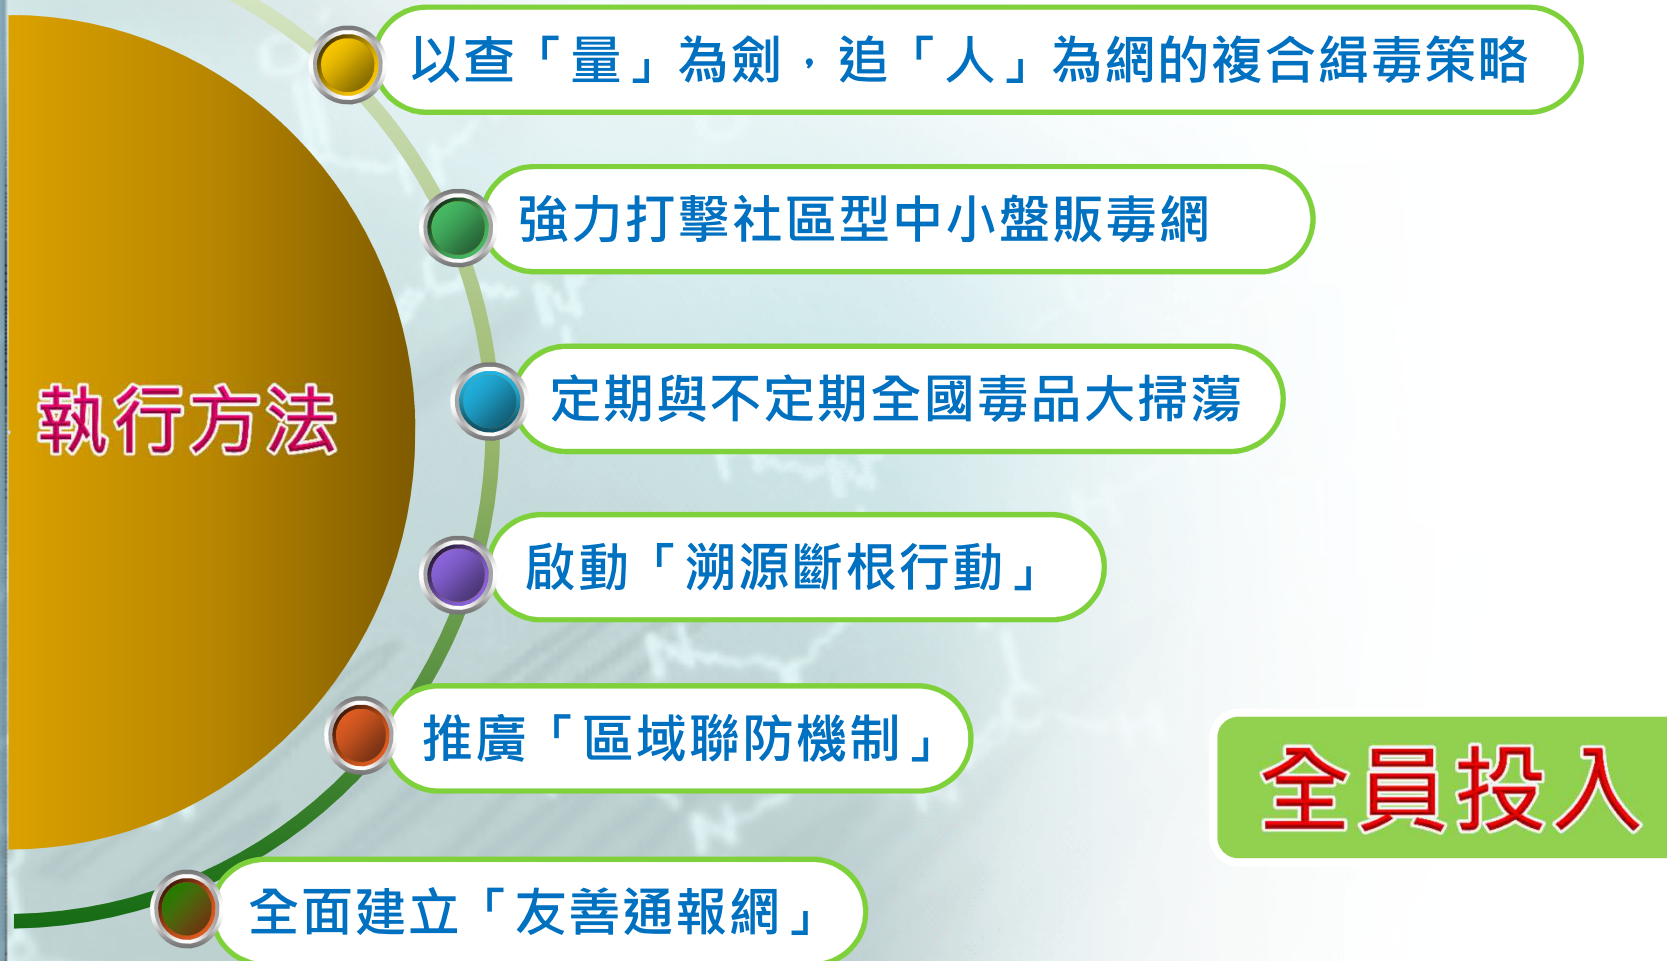 以查「量」為劍，追「人」為網的複合緝毒策略
強力打擊社區型中小盤販毒網
定期與不定期全國毒品大掃蕩
執行方法
啟動「溯源斷根行動」
推廣「區域聯防機制」
全員投入
全面建立「友善通報網」